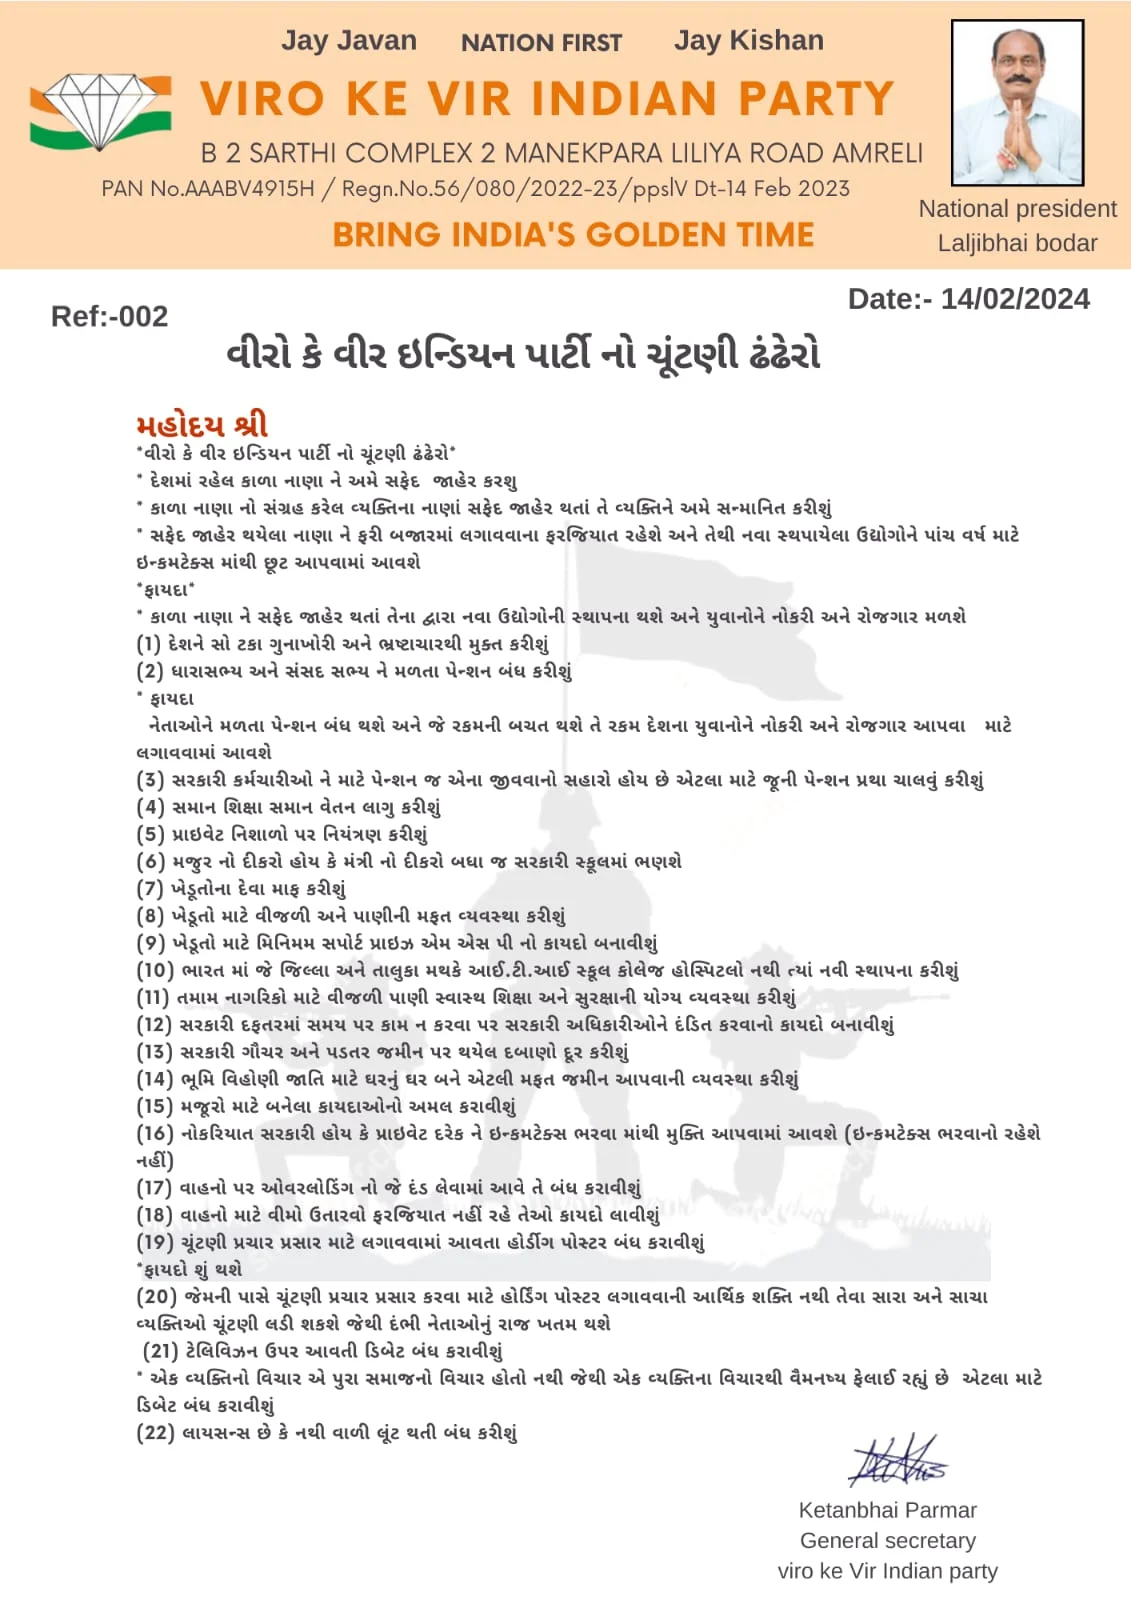 Jay Javan NATION FIRST Jay Kishan
VIRO KE VIR INDIAN PARTY
B 2 SARTHI COMPLEX 2 MANEKPARA LILIYA ROAD AMRELI
PAN No.AAABV4915H / Regn.No.56/080/2022-23/ppslV Dt-14 Feb 2023
BRING INDIA'S GOLDEN TIME
National president
Laljibhai bodar
Ref:-002
Date:- 14/02/2024
વીરો કે વીર ઇન્ડિયન પાર્ટી નો ચૂંટણી ઢંઢેરો
મહોદય શ્રી
*વીરો કે વીર ઇન્ડિયન પાર્ટી નો ચૂંટણી ઢંઢેરો*
* દેશમાં રહેલ કાળા નાણા ને અમે સફેદ જાહેર કરશુ
* કાળા નાણા નો સંગ્રહ કરેલ વ્યક્તિના નાણાં સફેદ જાહેર થતાં તે વ્યક્તિને અમે સન્માનિત કરીશું
* સફેદ જાહેર થયેલા નાણા ને ફરી બજારમાં લગાવવાના ફરજિયાત રહેશે અને તેથી નવા સ્થપાયેલા ઉદ્યોગોને પાંચ વર્ષ માટે
ઇન્કમટેક્સ માંથી છૂટ આપવામાં આવશે
*ફાયદા*
* કાળા નાણા ને સફેદ જાહેર થતાં તેના દ્વારા નવા ઉદ્યોગોની સ્થાપના થશે અને યુવાનોને નોકરી અને રોજગાર મળશે
(1) દેશને સો ટકા ગુનાખોરી અને ભ્રષ્ટાચારથી મુક્ત કરીશું
(2) ધારાસભ્ય અને સંસદ સભ્ય ને મળતા પેન્શન બંધ કરીશું
* ફાયદા
નેતાઓને મળતા પેન્શન બંધ થશે અને જે રકમની બચત થશે તે રકમ દેશના યુવાનોને નોકરી અને રોજગાર આપવા માટે
લગાવવામાં આવશે
(3) સરકારી કર્મચારીઓ ને માટે પેન્શન જ એના જીવવાનો સહારો હોય છે એટલા માટે જૂની પેન્શન પ્રથા ચાલવું કરીશું
(4) સમાન શિક્ષા સમાન વેતન લાગુ કરીશું
(5) પ્રાઇવેટ નિશાળો પર નિયંત્રણ કરીશું
(6) મજુર નો દીકરો હોય કે મંત્રી નો દીકરો બધા જ સરકારી સ્કૂલમાં ભણશે
(7) ખેડૂતોના દેવા માફ કરીશું
(8) ખેડૂતો માટે વીજળી અને પાણીની મફત વ્યવસ્થા કરીશું
(9) ખેડૂતો માટે મિનિમમ સપોર્ટ પ્રાઇઝ એમ એસ પી નો કાયદો બનાવીશું
(10) ભારત માં જે જિલ્લા અને તાલુકા મથકે આઈ.ટી.આઈ સ્કૂલ કોલેજ હોસ્પિટલો નથી ત્યાં નવી સ્થાપના કરીશું
(11) તમામ નાગરિકો માટે વીજળી પાણી સ્વાસ્થ શિક્ષા અને સુરક્ષાની યોગ્ય વ્યવસ્થા કરીશું
(12) સરકારી દફતરમાં સમય પર કામ ન કરવા પર સરકારી અધિકારીઓને દંડિત કરવાનો કાયદો બનાવીશું
(13) સરકારી ગૌચર અને પડતર જમીન પર થયેલ દબાણો દૂર કરીશું
(14) ભૂમિ વિહોણી જાતિ માટે ઘરનું ઘર બને એટલી મફત જમીન આપવાની વ્યવસ્થા કરીશું
(15) મજૂરો માટે બનેલા કાયદાઓનો અમલ કરાવીશું
(16) નોકરિયાત સરકારી હોય કે પ્રાઇવેટ દરેક ને ઇન્કમટેક્સ ભરવા માંથી મુક્તિ આપવામાં આવશે (ઇન્કમટેક્સ ભરવાનો રહેશે
નહીં)
(17) વાહનો પર ઓવરલોડિંગ નો જે દંડ લેવામાં આવે તે બંધ કરાવીશું
(18) વાહનો માટે વીમો ઉતારવો ફરજિયાત નહીં રહે તેઓ કાયદો લાવીશું
(19) ચૂંટણી પ્રચાર પ્રસાર માટે લગાવવામાં આવતા હોર્ડીંગ પોસ્ટર બંધ કરાવીશું
*ફાયદો શું થશે
(20) જેમની પાસે ચૂંટણી પ્રચાર પ્રસાર કરવા માટે હોર્ડિંગ પોસ્ટર લગાવવાની આર્થિક શક્તિ નથી તેવા સારા અને સાચા
વ્યક્તિઓ ચૂંટણી લડી શકશે જેથી દંભી નેતાઓનું રાજ ખતમ થશે
(21) ટેલિવિઝન ઉપર આવતી ડિબેટ બંધ કરાવીશું
* એક વ્યક્તિનો વિચાર એ પુરા સમાજનો વિચાર હોતો નથી જેથી એક વ્યક્તિના વિચારથી વૈમનષ્ય ફેલાઈ રહ્યું છે એટલા માટે
ડિબેટ બંધ કરાવીશું
(22) લાયસન્સ છે કે નથી વાળી લૂંટ થતી બંધ કરીશું
Ketanbhai Parmar
General secretary
viro ke Vir Indian party